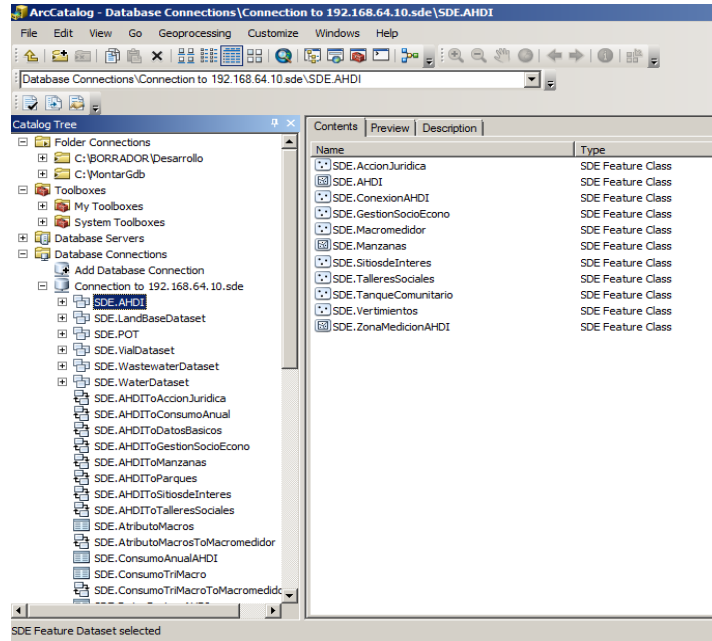 ArcCatalog - Database Connections\Connection to 192.168.64.10.sde\SDE.AHDI
File Edit View Go Geoprocessing Customize Windows Help
Database Connections\Connection to 192.168.64.10.sde\SDE.AHDI
Catalog Tree
Folder Connections
C:\BORRADOR\Desarrollo
C:\MontarGdb
Toolboxes
My Toolboxes
System Toolboxes
Database Servers
Database Connections
Add Database Connection
Connection to 192.168.64.10.sde
SDE.AHDI
SDE.LandBaseDataset
SDE.POT
SDE.VialDataset
SDE.WastewaterDataset
SDE.WaterDataset
SDE.AHDIToAccionJuridica
SDE.AHDIToConsumoAnual
SDE.AHDIToDatosBasicos
SDE.AHDIToGestionSocioEcono
SDE.AHDIToManzanas
SDE.AHDIToParques
SDE.AHDIToSitiosdeInteres
SDE.AHDIToTalleresSociales
SDE.AtributoMacros
SDE.AtributoMacrosToMacromedidor
SDE.ConsumoAnualAHDI
SDE.ConsumoTriMacro
SDE.ConsumoTriMacroToMacromedidc
Contents Preview Description
Name Type
SDE.AccionJuridica SDE Feature Class
SDE.AHDI SDE Feature Class
SDE.ConexionAHDI SDE Feature Class
SDE.GestionSocioEcono SDE Feature Class
SDE.Macromedidor SDE Feature Class
SDE.Manzanas SDE Feature Class
SDE.SitiosdeInteres SDE Feature Class
SDE.TalleresSociales SDE Feature Class
SDE.TanqueComunitario SDE Feature Class
SDE.Vertimientos SDE Feature Class
SDE.ZonaMedicionAHDI SDE Feature Class
SDE Feature Dataset selected